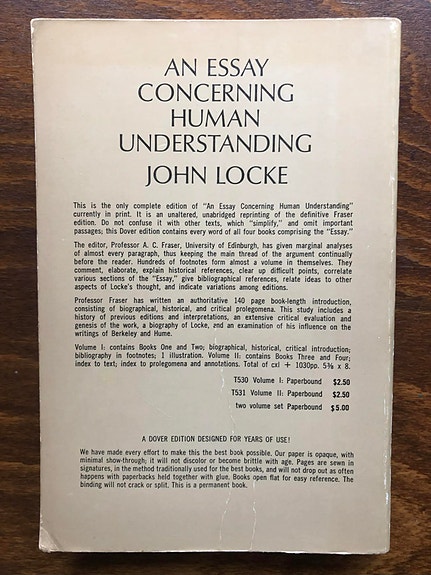 AN ESSAY
CONCERNING
HUMAN
UNDERSTANDING
JOHN LOCKE
This is the only complete edition of "An Essay Concerning Human Understanding"
currently in print. It is an unaltered, unabridged reprinting of the definitive Fraser
edition. Do not confuse it with other texts, which "simplify," and omit important
passages; this Dover edition contains every word of all four books comprising the "Essay."
The editor, Professor A. C. Fraser, University of Edinburgh, has given marginal analyses
of almost every paragraph, thus keeping the main thread of the argument continually
before the reader. Hundreds of footnotes form almost a volume in themselves. They
comment, elaborate, explain historical references, clear up difficult points, correlate
various sections of the "Essay," give bibliographical references, relate ideas to other
aspects of Locke's thought, and indicate variations among editions.
Professor Fraser has written an authoritative 140 page book-length introduction,
consisting of biographical, historical, and critical prolegomena. This study includes a
history of previous editions and interpretations, an extensive critical evaluation and
genesis of the work, a biography of Locke, and an examination of his influence on the
writings of Berkeley and Hume.
Volume I: contains Books One and Two; biographical, historical, critical introduction;
bibliography in footnotes; 1 illustration. Volume II: contains Books Three and Four;
index to text; index to prolegomena and annotations. Total of cxl + 1030pp. 5⅜ x 8.
T530 Volume I: Paperbound $2.50
T531 Volume II: Paperbound $2.50
two volume set Paperbound $5.00
A DOVER EDITION DESIGNED FOR YEARS OF USE!
We have made every effort to make this the best book possible. Our paper is opaque, with
minimal show-through; it will not discolor or become brittle with age. Pages are sewn in
signatures, in the method traditionally used for the best books, and will not drop out as often
happens with paperbacks held together with glue. Books open flat for easy reference. The
binding will not crack or split. This is a permanent book.